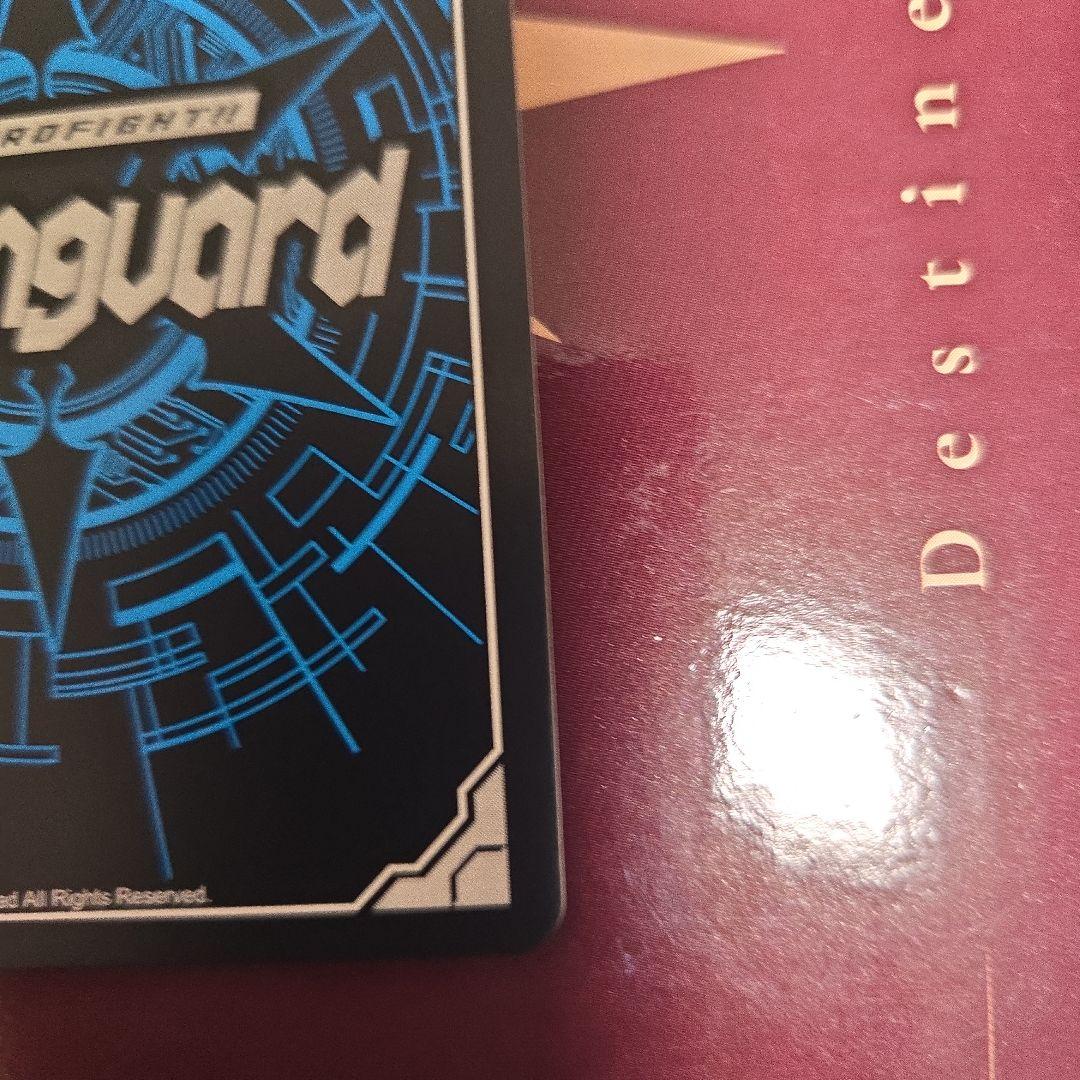 ROFIGHT!!
nguard
ed All Rights Reserved.
Destine